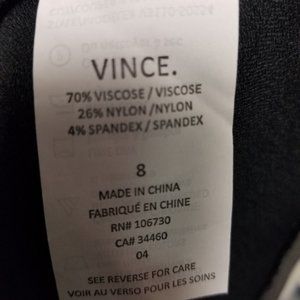 VINCE.
70% VISCOSE / VISCOSE
26% NYLON /NYLON
4% SPANDEX / SPANDEX
8
MADE IN CHINA
FABRIQUÉ EN CHINE
RN# 106730
CA# 34460
04
SEE REVERSE FOR CARE
VOIR AU VERSO POUR LES SOINS